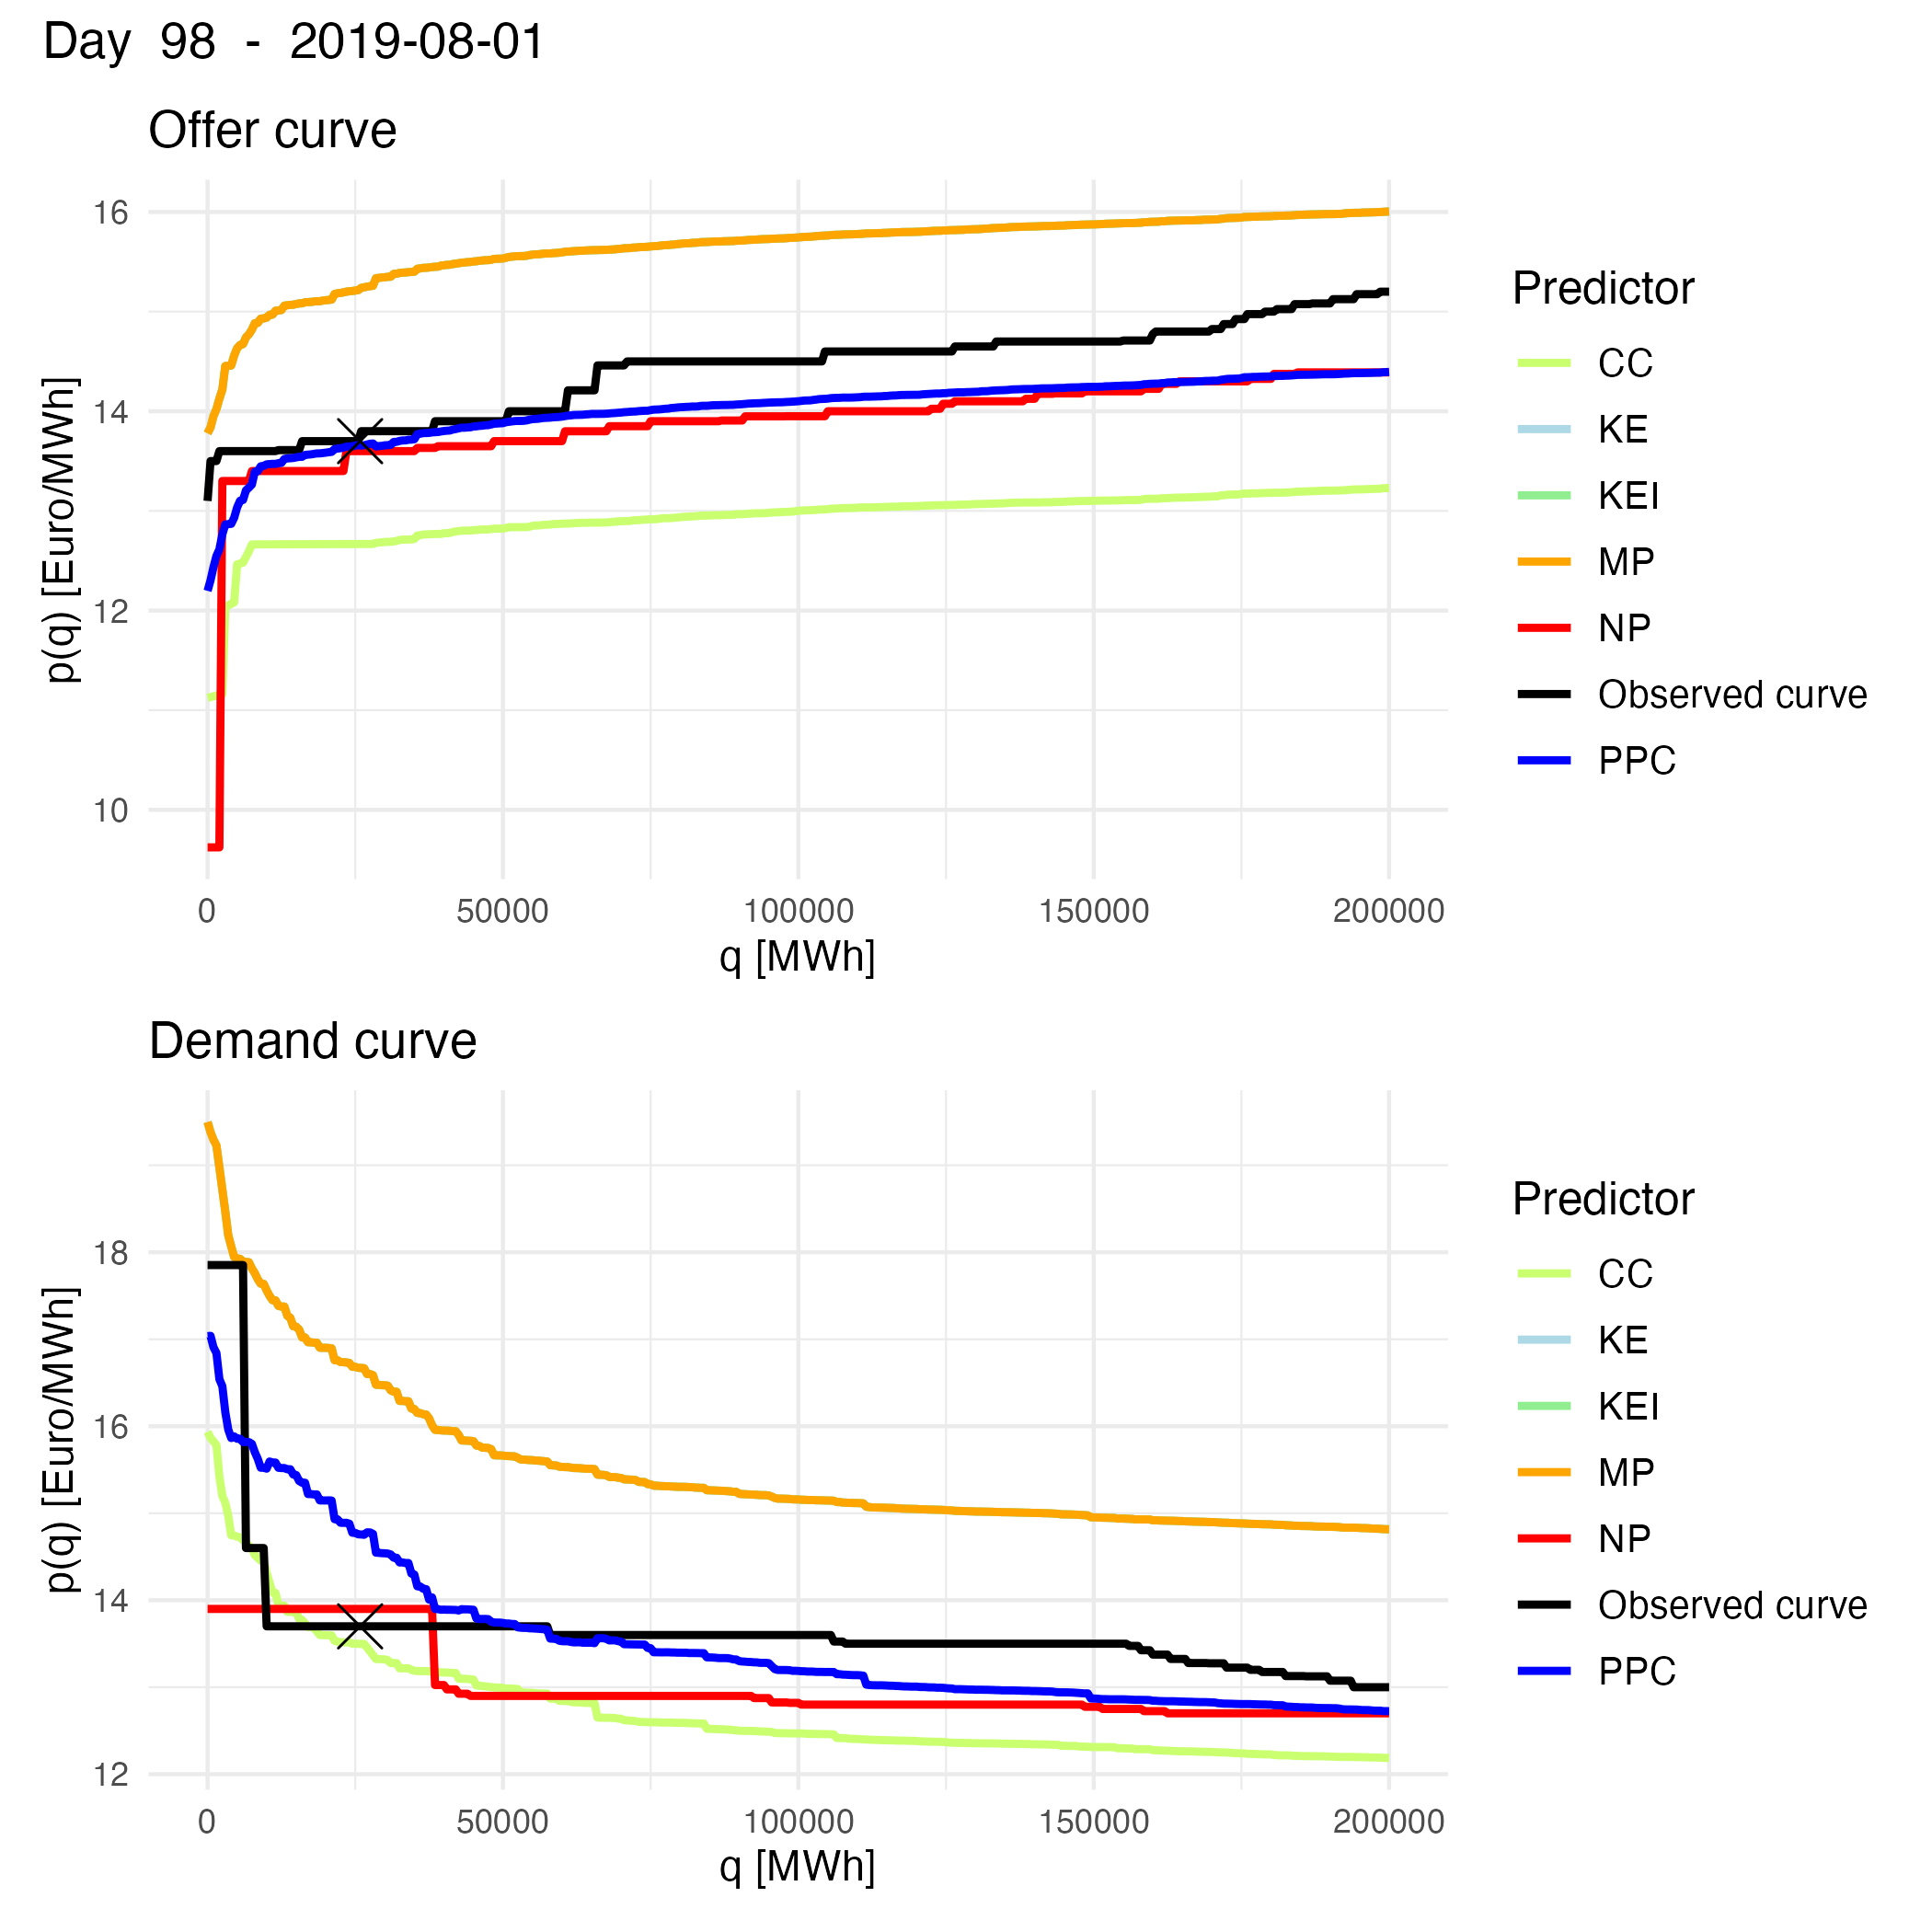 Day 98 - 2019-08-01
Offer curve
16
14
12
10
p(q) [Euro/MWh]
0 50000 100000 150000 200000
q [MWh]
Predictor
CC
KE
KEI
MP
NP
Observed curve
PPC
Demand curve
18
16
14
12
p(q) [Euro/MWh]
0 50000 100000 150000 200000
q [MWh]
Predictor
CC
KE
KEI
MP
NP
Observed curve
PPC